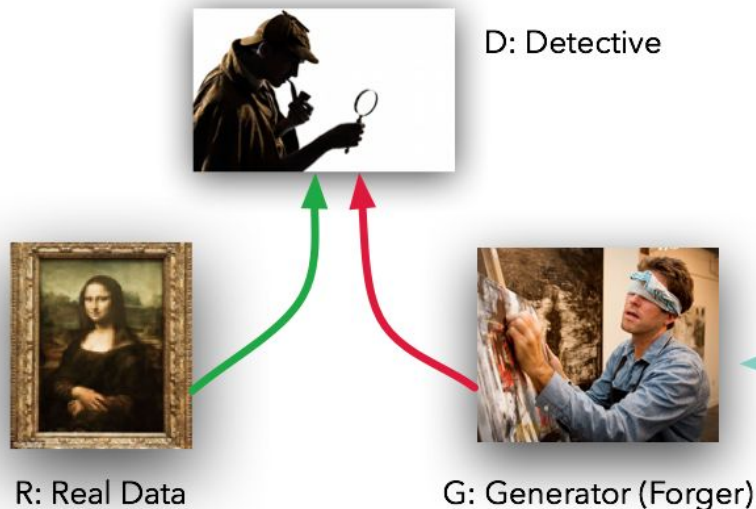 D: Detective
R: Real Data
G: Generator (Forger)